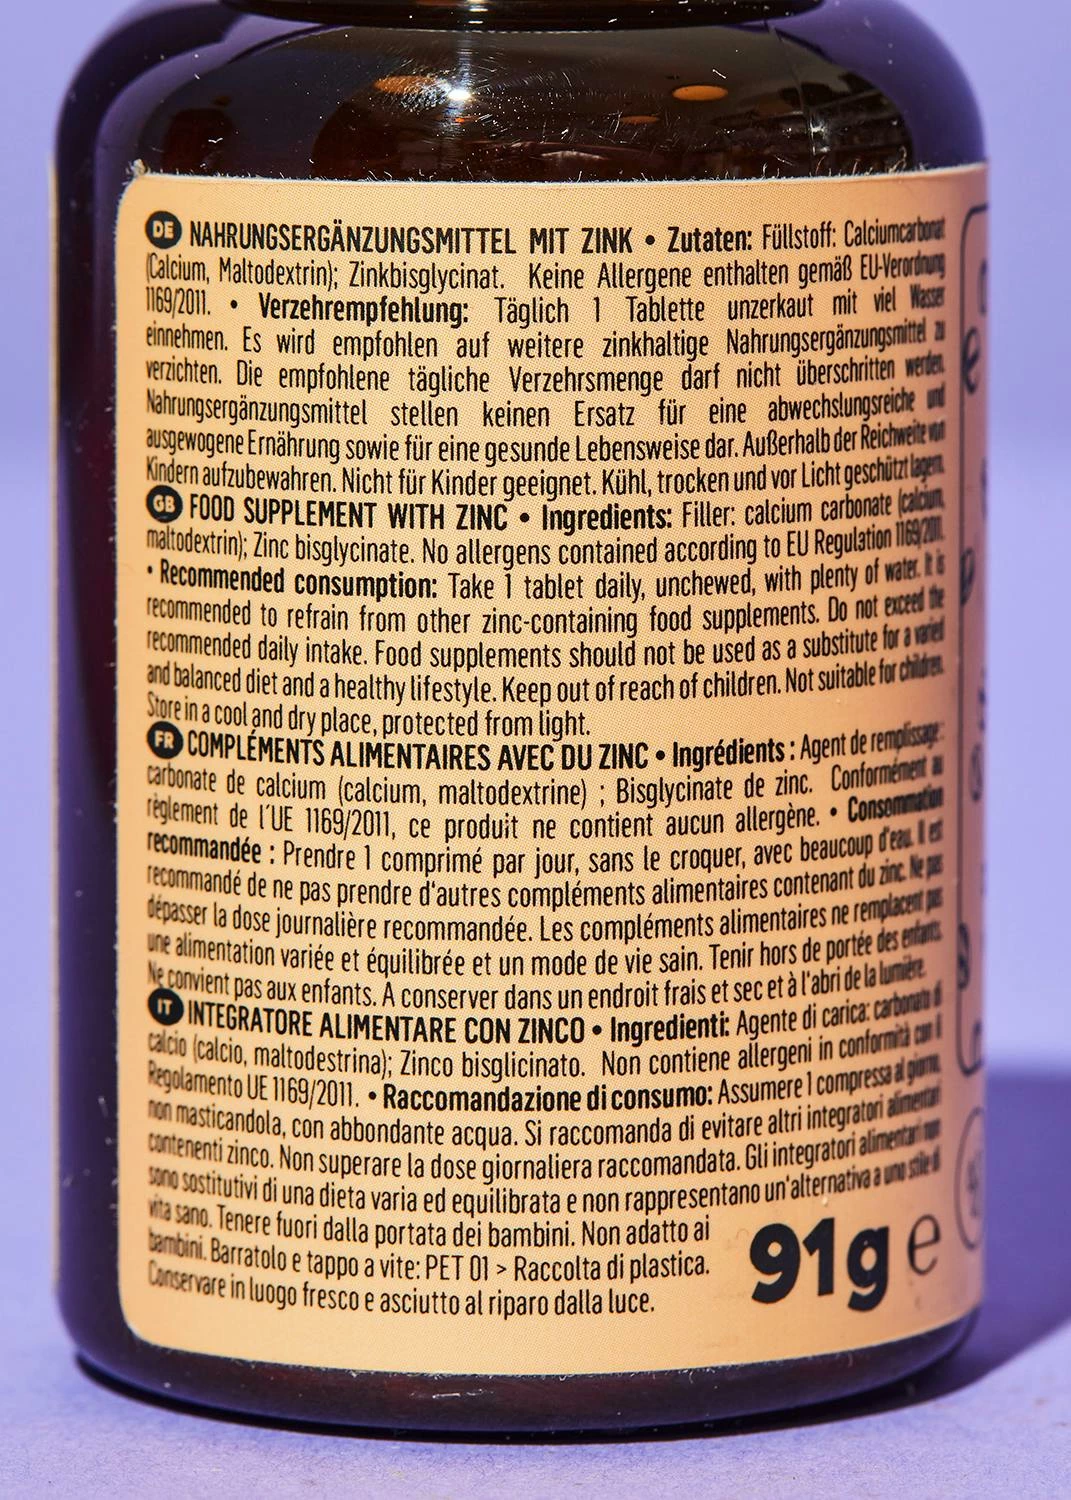 DE NAHRUNGSERGÄNZUNGSMITTEL MIT ZINK • Zutaten: Füllstoff: Calciumcarbonat
(Calcium, Maltodextrin); Zinkbisglycinat. Keine Allergene enthalten gemäß EU-Verordnung
1169/2011. • Verzehrempfehlung: Täglich 1 Tablette unzerkaut mit viel Wasser
einnehmen. Es wird empfohlen auf weitere zinkhaltige Nahrungsergänzungsmittel zu
verzichten. Die empfohlene tägliche Verzehrsmenge darf nicht überschritten werden.
Nahrungsergänzungsmittel stellen keinen Ersatz für eine abwechslungsreiche und
ausgewogene Ernährung sowie für eine gesunde Lebensweise dar. Außerhalb der Reichweite von
Kindern aufzubewahren. Nicht für Kinder geeignet. Kühl, trocken und vor Licht geschützt lagern.
GB FOOD SUPPLEMENT WITH ZINC • Ingredients: Filler: calcium carbonate (calcium,
maltodextrin); Zinc bisglycinate. No allergens contained according to EU Regulation 1169/2011.
• Recommended consumption: Take 1 tablet daily, unchewed, with plenty of water. It is
recommended to refrain from other zinc-containing food supplements. Do not exceed the
recommended daily intake. Food supplements should not be used as a substitute for a varied
and balanced diet and a healthy lifestyle. Keep out of reach of children. Not suitable for children.
Store in a cool and dry place, protected from light.
FR COMPLÉMENTS ALIMENTAIRES AVEC DU ZINC • Ingrédients : Agent de remplissage :
carbonate de calcium (calcium, maltodextrine) ; Bisglycinate de zinc. Conformément au
règlement de l´UE 1169/2011, ce produit ne contient aucun allergène. • Consommation
recommandée : Prendre 1 comprimé par jour, sans le croquer, avec beaucoup d'eau. Il est
recommandé de ne pas prendre d'autres compléments alimentaires contenant du zinc. Ne pas
dépasser la dose journalière recommandée. Les compléments alimentaires ne remplacent pas
une alimentation variée et équilibrée et un mode de vie sain. Tenir hors de portée des enfants.
Ne convient pas aux enfants. A conserver dans un endroit frais et sec et à l'abri de la lumière.
IT INTEGRATORE ALIMENTARE CON ZINCO • Ingredienti: Agente di carica: carbonato di
calcio (calcio, maltodestrina); Zinco bisglicinato. Non contiene allergeni in conformità con il
Regolamento UE 1169/2011. • Raccomandazione di consumo: Assumere 1 compressa al giorno,
non masticandola, con abbondante acqua. Si raccomanda di evitare altri integratori alimentari
contenenti zinco. Non superare la dose giornaliera raccomandata. Gli integratori alimentari non
sono sostitutivi di una dieta varia ed equilibrata e non rappresentano un'alternativa a uno stile di
vita sano. Tenere fuori dalla portata dei bambini. Non adatto ai
bambini. Barratolo e tappo a vite: PET 01 > Raccolta di plastica.
Conservare in luogo fresco e asciutto al riparo dalla luce.
91g e